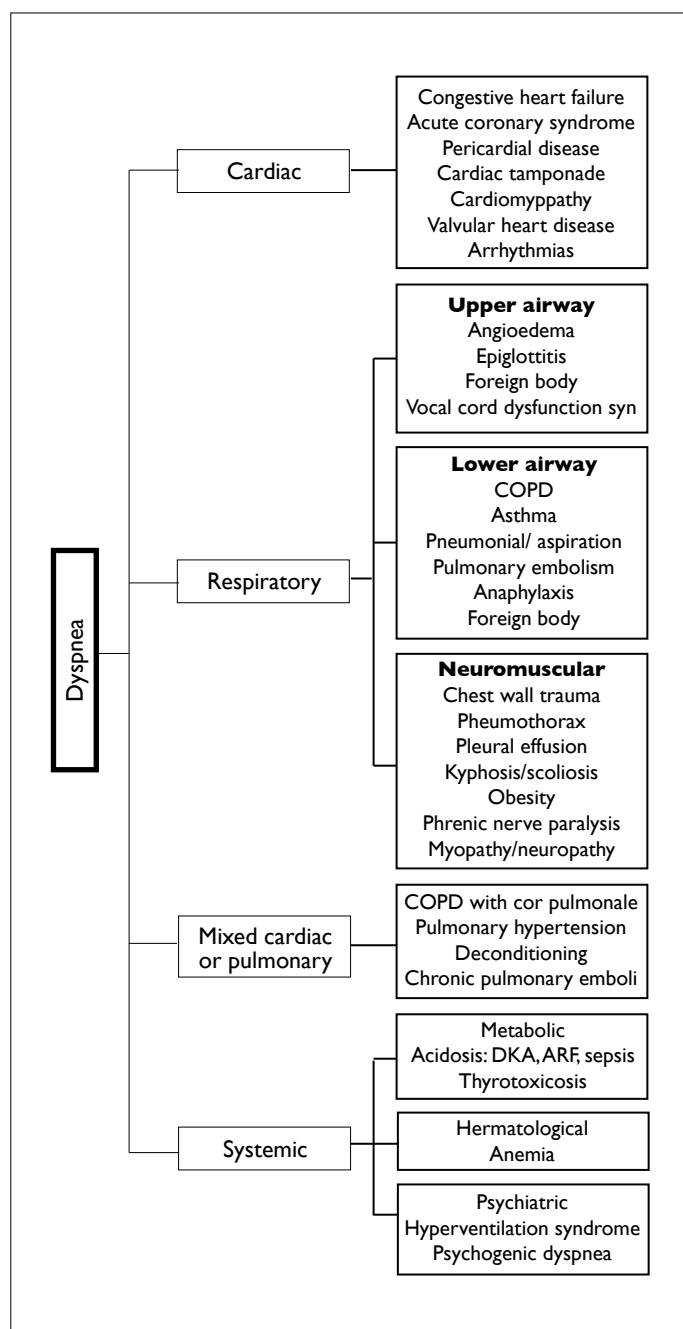 Dyspnea
Cardiac
Congestive heart failure
Acute coronary syndrome
Pericardial disease
Cardiac tamponade
Cardiomyppathy
Valvular heart disease
Arrhythmias
Respiratory
Upper airway
Angioedema
Epiglottitis
Foreign body
Vocal cord dysfunction syn
Lower airway
COPD
Asthma
Pneumonial/ aspiration
Pulmonary embolism
Anaphylaxis
Foreign body
Neuromuscular
Chest wall trauma
Pheumothorax
Pleural effusion
Kyphosis/scoliosis
Obesity
Phrenic nerve paralysis
Myopathy/neuropathy
Mixed cardiac
or pulmonary
COPD with cor pulmonale
Pulmonary hypertension
Deconditioning
Chronic pulmonary emboli
Systemic
Metabolic
Acidosis: DKA, ARF, sepsis
Thyrotoxicosis
Hermatological
Anemia
Psychiatric
Hyperventilation syndrome
Psychogenic dyspnea